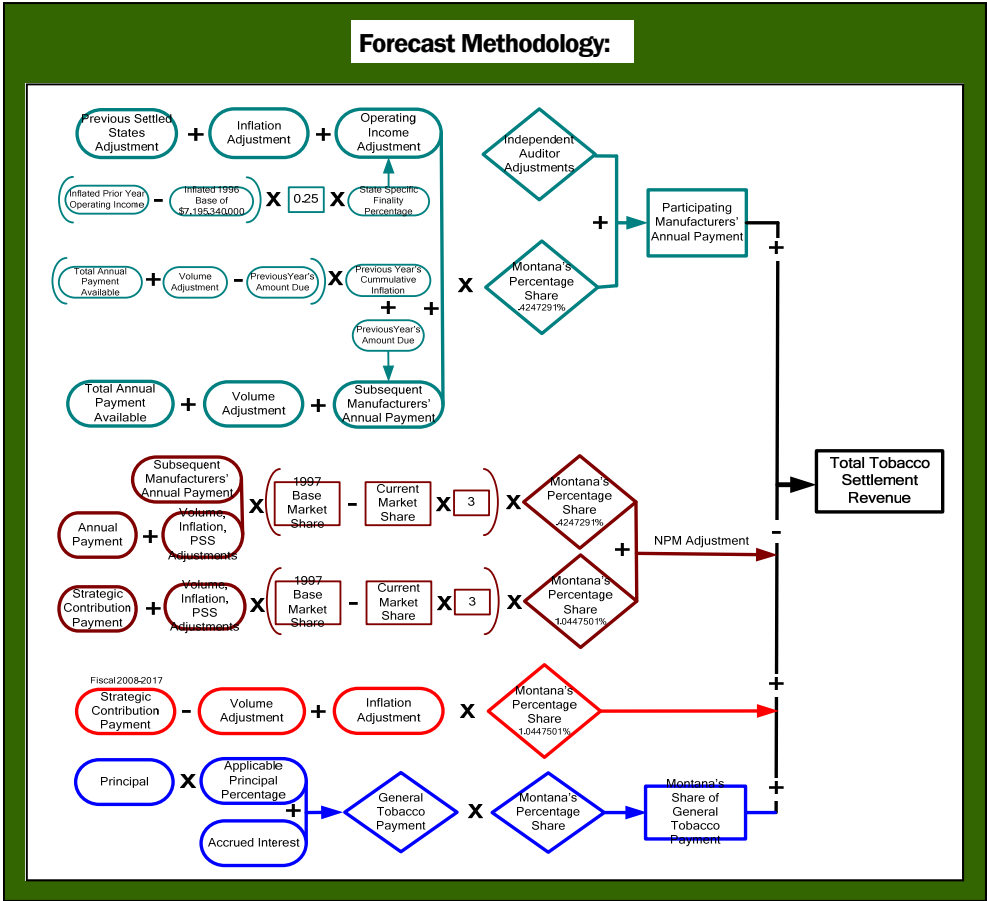 Forecast Methodology:
Previous Settled
States
Adjustment
+
Inflation
Adjustment
+
Operating
Income
Adjustment
Inflated Prior Year
Operating Income
-
Inflated 1996
Base of
$7,195,340,000
X
0.25
X
State Specific
Finality
Percentage
Total Annual
Payment
Available
+
Volume
Adjustment
-
PreviousYear's
Amount Due
X
Previous Year's
Cummulative
Inflation
+
+
PreviousYear's
Amount Due
Total Annual
Payment
Available
+
Volume
Adjustment
+
Subsequent
Manufacturers'
Annual Payment
X
Independent
Auditor
Adjustments
+
Montana's
Percentage
Share
.4247291%
Participating
Manufacturers'
Annual Payment
+
Total Tobacco
Settlement
Revenue
Subsequent
Manufacturers'
Annual Payment
Annual
Payment
+
Volume,
Inflation,
PSS
Adjustments
X
1997
Base
Market
Share
-
Current
Market
Share
X
3
X
Montana's
Percentage
Share
.4247291%
+
NPM Adjustment
-
Strategic
Contribution
Payment
+
Volume,
Inflation,
PSS
Adjustments
X
1997
Base
Market
Share
-
Current
Market
Share
X
3
X
Montana's
Percentage
Share
1.0447501%
Fiscal 2008-2017
Strategic
Contribution
Payment
-
Volume
Adjustment
+
Inflation
Adjustment
X
Montana's
Percentage
Share
1.0447501%
+
Principal
X
Applicable
Principal
Percentage
+
Accrued Interest
General
Tobacco
Payment
X
Montana's
Percentage
Share
Montana's
Share of
General
Tobacco
Payment
+